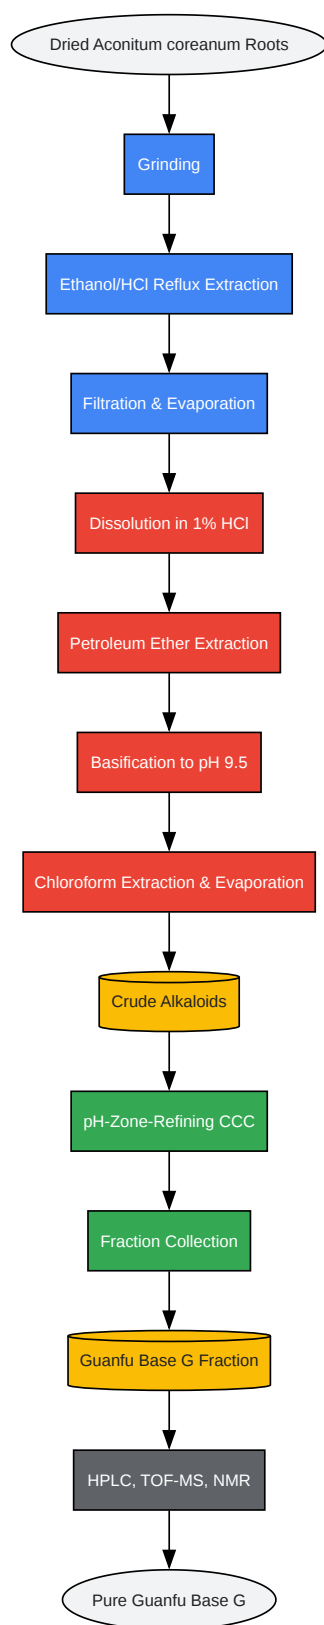 Dried Aconitum coreanum Roots
Grinding
Ethanol/HCl Reflux Extraction
Filtration & Evaporation
Dissolution in 1% HCl
Petroleum Ether Extraction
Basification to pH 9.5
Chloroform Extraction & Evaporation
Crude Alkaloids
pH-Zone-Refining CCC
Fraction Collection
Guanfu Base G Fraction
HPLC, TOF-MS, NMR
Pure Guanfu Base G